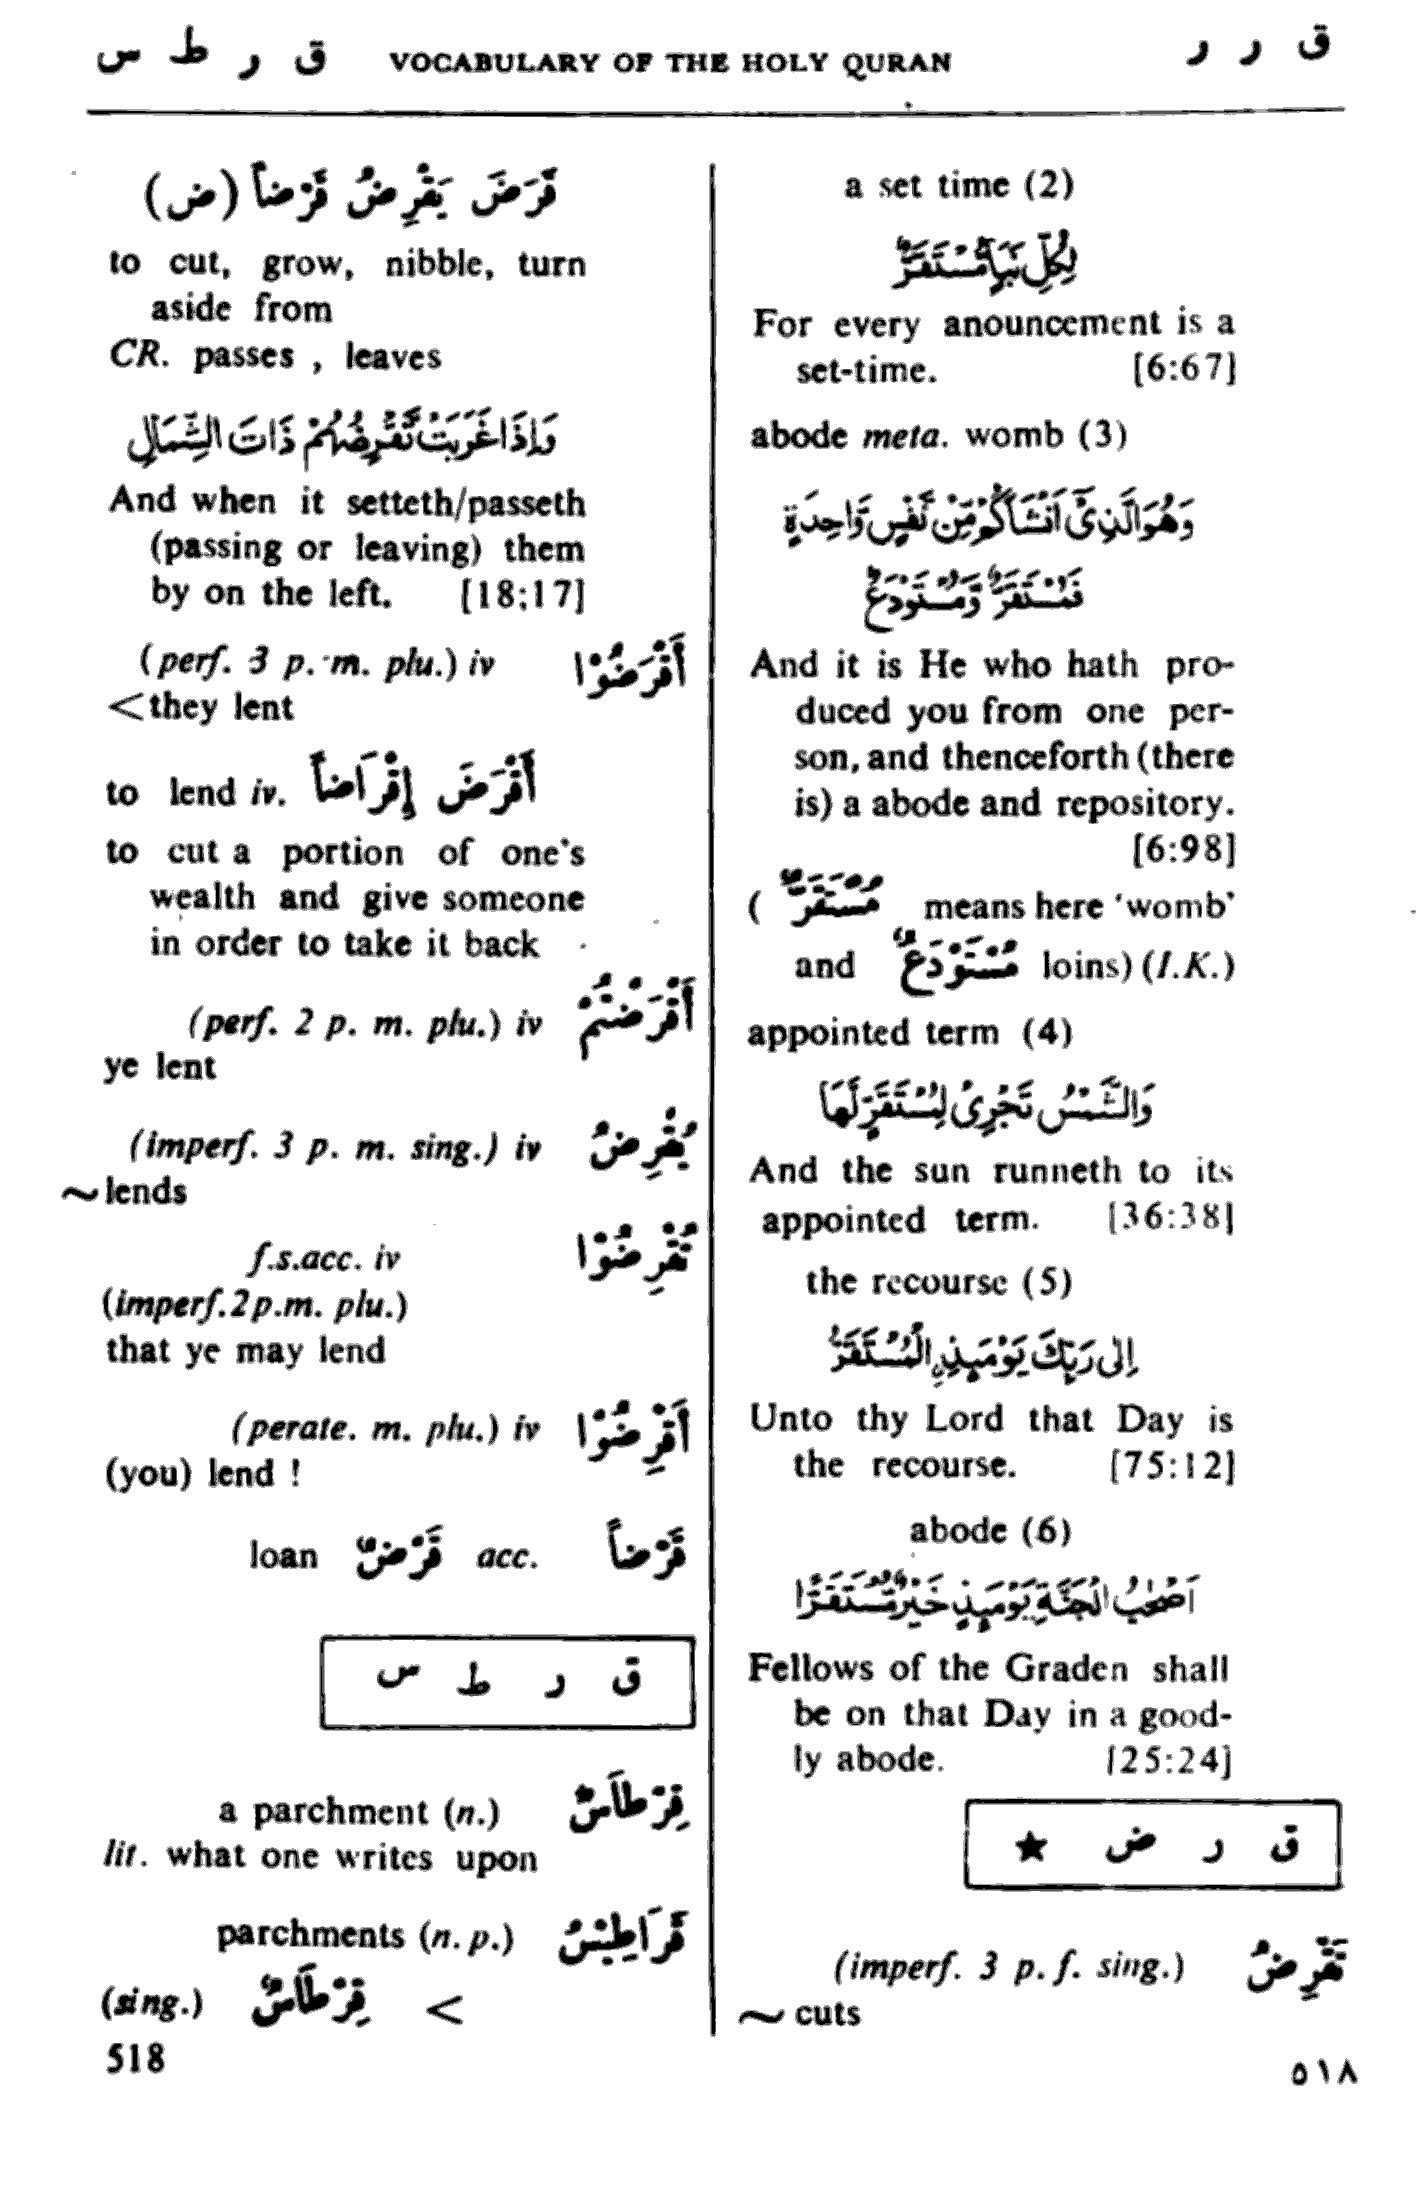 ق ر ر VOCABULARY OF THE HOLY QURAN ق ر ط س
a set time (2)
لِكُلِّ نَبَإٍ مُّسْتَقَرٌّ
For every anouncement is a
set-time. [6:67]
abode meta. womb (3)
وَهُوَ الَّذِيٓ اَنْشَاَكُمْ مِّنْ نَّفْسٍ وَّاحِدَةٍ
فَمُسْتَقَرٌّ وَّمُسْتَوْدَعٌ
And it is He who hath pro-
duced you from one per-
son, and thenceforth (there
is) a abode and repository.
[6:98]
( مُسْتَقَرٌّ means here 'womb'
and مُسْتَوْدَعٌ loins) (I.K.)
appointed term (4)
وَالشَّمْسُ تَجْرِيْ لِمُسْتَقَرٍّ لَّهَا
And the sun runneth to its
appointed term. [36:38]
the recourse (5)
اِلٰى رَبِّكَ يَوْمَئِذِ ِالْمُسْتَقَرُّ
Unto thy Lord that Day is
the recourse. [75:12]
abode (6)
اَصْحٰبُ الْجَنَّةِ يَوْمَئِذٍ خَيْرٌ مُّسْتَقَرًّا
Fellows of the Graden shall
be on that Day in a good-
ly abode. [25:24]
ق ر ض ★
(imperf. 3 p. f. sing.) تَقْرِضُ
~ cuts
قَرَضَ يَقْرِضُ قَرْضاً (ض)
to cut, grow, nibble, turn
aside from
CR. passes , leaves
وَاِذَا غَرَبَتْ تَّقْرِضُهُمْ ذَاتَ الشِّمَالِ
And when it setteth/passeth
(passing or leaving) them
by on the left. [18:17]
(perf. 3 p. m. plu.) iv أَقْرَضُوْا
<they lent
to lend iv. أَقْرَضَ إِقْرَاضاً
to cut a portion of one's
wealth and give someone
in order to take it back
(perf. 2 p. m. plu.) iv أَقْرَضْتُمْ
ye lent
(imperf. 3 p. m. sing.) iv يُقْرِضُ
~ lends
f.s.acc. iv تُقْرِضُوْا
(imperf.2p.m. plu.)
that ye may lend
(perate. m. plu.) iv أَقْرِضُوْا
(you) lend !
loan قَرْضٌ acc. قَرْضاً
ق ر ط س
a parchment (n.) قِرْطَاسٌ
lit. what one writes upon
parchments (n. p.) قَرَاطِيْسُ
(sing.) قِرْطَاسٌ <
518
٥١٨